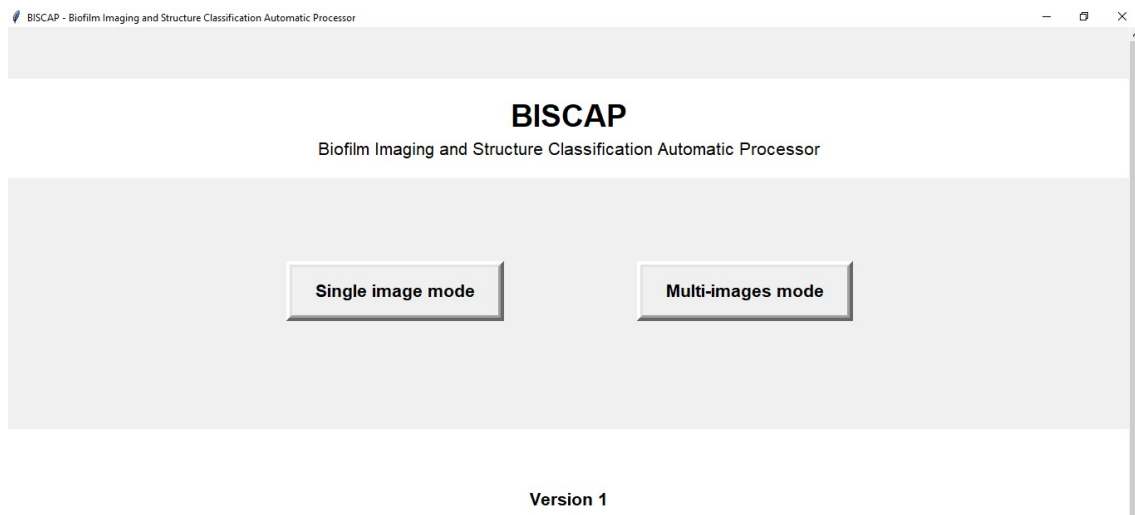 BISCAP - Biofilm Imaging and Structure Classification Automatic Processor
BISCAP
Biofilm Imaging and Structure Classification Automatic Processor
Single image mode
Multi-images mode
Version 1